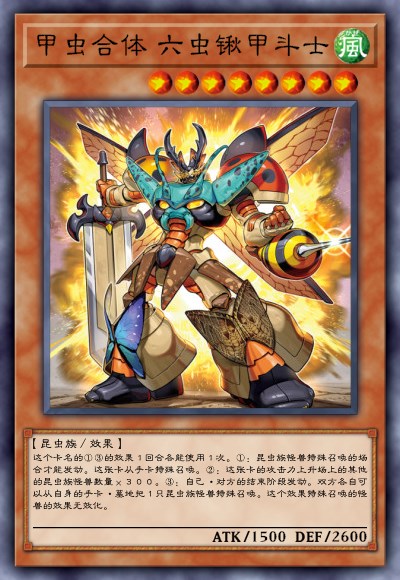 甲虫合体 六虫锹甲斗士
風
【昆虫族／效果】
这个卡名的①③的效果1回合各能使用1次。①：昆虫族怪兽特殊召唤的场
合才能发动。这张卡从手卡特殊召唤。②：这张卡的攻击力上升场上的其他
的昆虫族怪兽数量×３００。③：自己·对方的结束阶段发动。双方各自可
以从自身的手卡·墓地把1只昆虫族怪兽特殊召唤。这个效果特殊召唤的怪
兽的效果无效化。
ATK/1500 DEF/2600